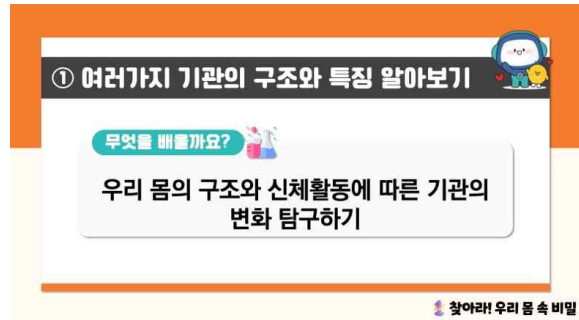 ① 여러가지 기관의 구조와 특징 알아보기
무엇을 배울까요?
우리 몸의 구조와 신체활동에 따른 기관의
변화 탐구하기
찾아라! 우리 몸 속 비밀